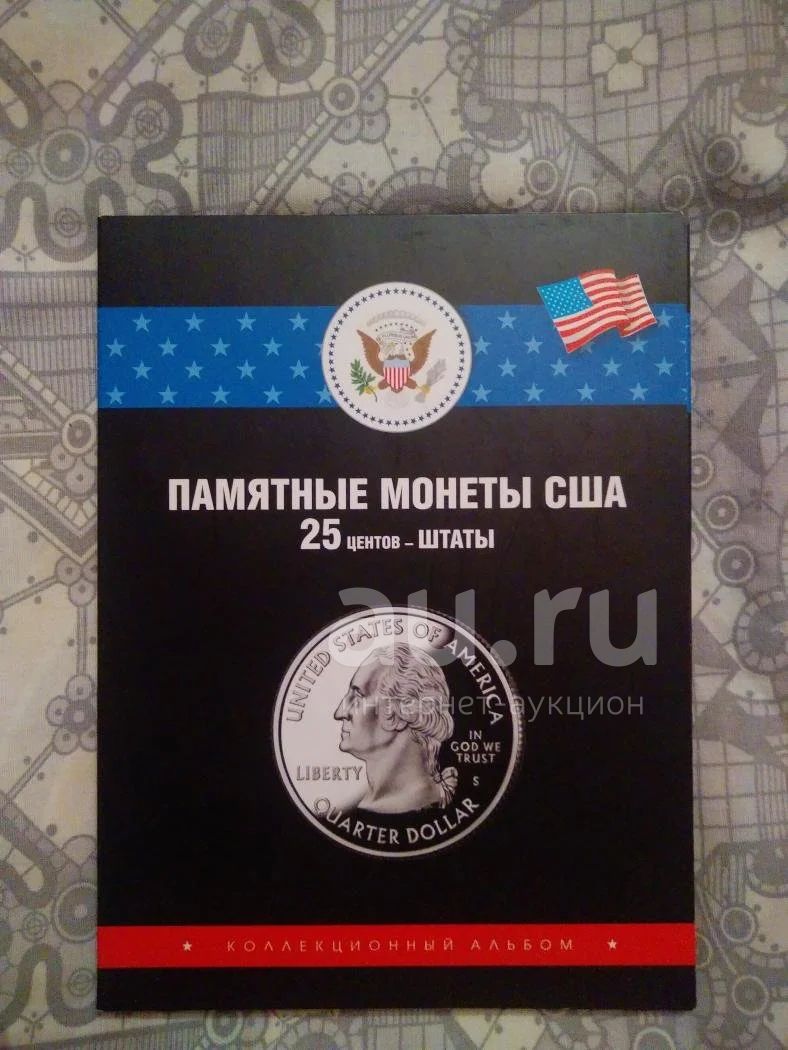 ПАМЯТНЫЕ МОНЕТЫ США
25 ЦЕНТОВ – ШТАТЫ
au.ru
интернет-аукцион
UNITED STATES OF AMERICA
IN
GOD WE
TRUST
LIBERTY
S
QUARTER DOLLAR
★ КОЛЛЕКЦИОННЫЙ АЛЬБОМ ★